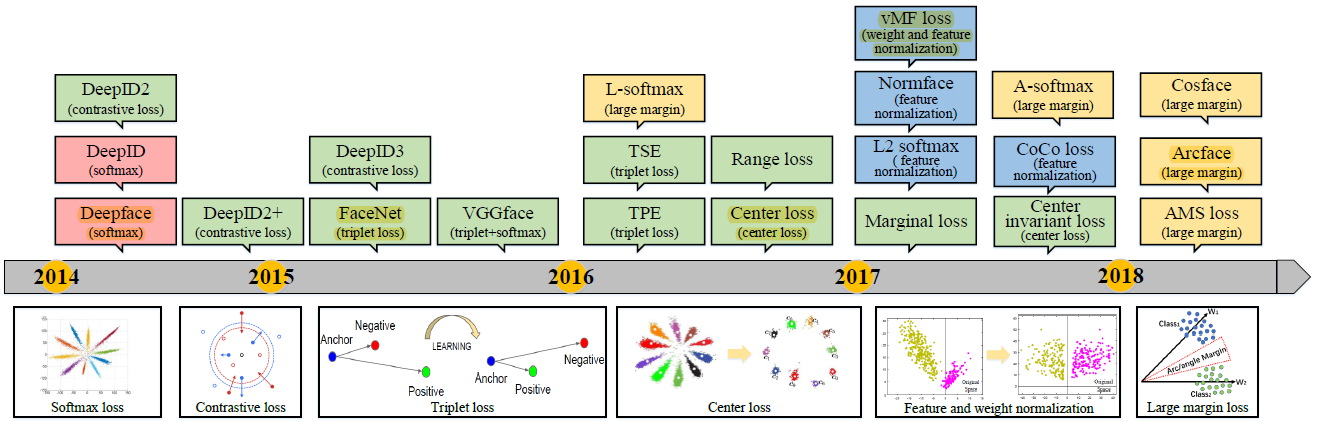 vMF loss
(weight and feature
normalization)
DeepID2
(contrastive loss)
L-softmax
(large margin)
Normface
(feature
normalization)
A-softmax
(large margin)
Cosface
(large margin)
DeepID
(softmax)
DeepID3
(contrastive loss)
TSE
(triplet loss)
Range loss
L2 softmax
( feature
normalization)
CoCo loss
(feature
normalization)
Arcface
(large margin)
Deepface
(softmax)
DeepID2+
(contrastive loss)
FaceNet
(triplet loss)
VGGface
(triplet+softmax)
TPE
(triplet loss)
Center loss
(center loss)
Marginal loss
Center
invariant loss
(center loss)
AMS loss
(large margin)
2014 2015 2016 2017 2018
Softmax loss
Contrastive loss
Anchor
Negative
Positive
LEARNING
Anchor
Positive
Negative
Triplet loss
Center loss
Original
Space
Original
Space
Feature and weight normalization
Class₁
W₁
Arc/angle Margin
W₂
Class₂
Large margin loss